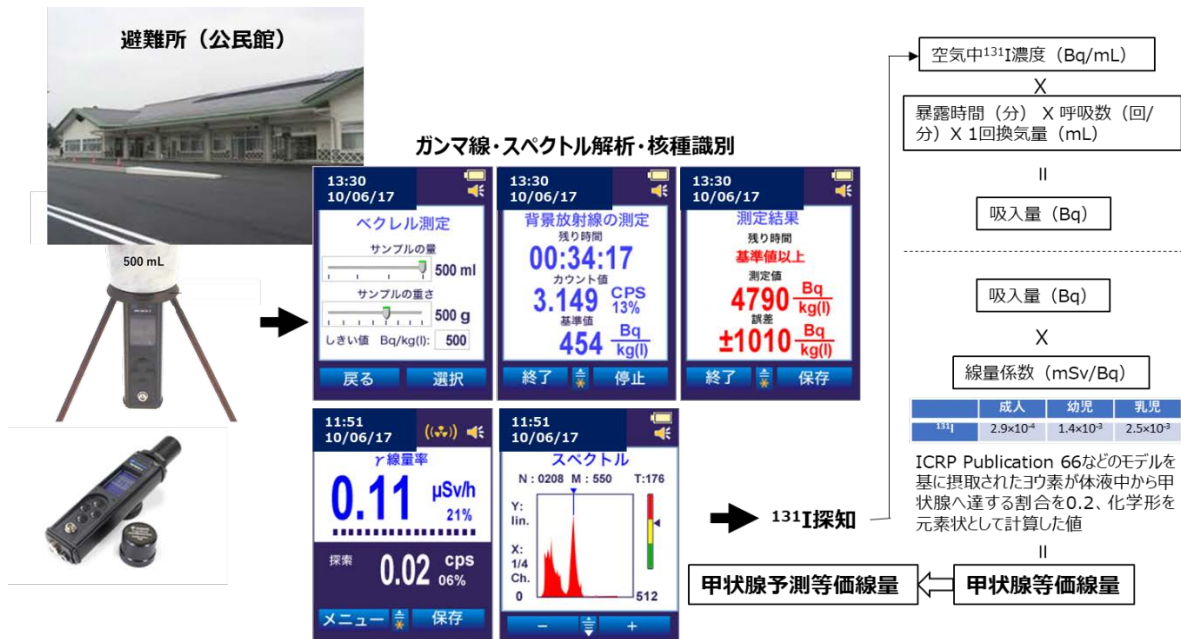 避難所（公民館）
500 mL
ガンマ線・スペクトル解析・核種識別
13:30
10/06/17
ベクレル測定
サンプルの量
500 ml
サンプルの重さ
500 g
しきい値 Bq/kg(l): 500
戻る 選択
13:30
10/06/17
背景放射線の測定
残り時間
00:34:17
カウント値
3.149 CPS
13%
基準値
454 Bq
kg(l)
終了 停止
13:30
10/06/17
測定結果
残り時間
基準値以上
測定値
4790 Bq
kg(l)
誤差
±1010 Bq
kg(l)
終了 保存
11:51
10/06/17
γ線量率
0.11 μSv/h
21%
探索 0.02 cps
06%
メニュー 保存
11:51
10/06/17
スペクトル
N : 0208 M : 550 T:176
Y:
lin.
X:
1/4
Ch.
0 512
− +
¹³¹I探知
空気中¹³¹I濃度（Bq/mL）
X
暴露時間（分） X 呼吸数（回/
分）X 1回換気量（mL）
=
吸入量（Bq）
吸入量（Bq）
X
線量係数（mSv/Bq）
成人 幼児 乳児
¹³¹I 2.9×10⁻⁴ 1.4×10⁻³ 2.5×10⁻³
ICRP Publication 66などのモデルを
基に摂取されたヨウ素が体液中から甲
状腺へ達する割合を0.2、化学形を
元素状として計算した値
=
甲状腺等価線量
甲状腺予測等価線量